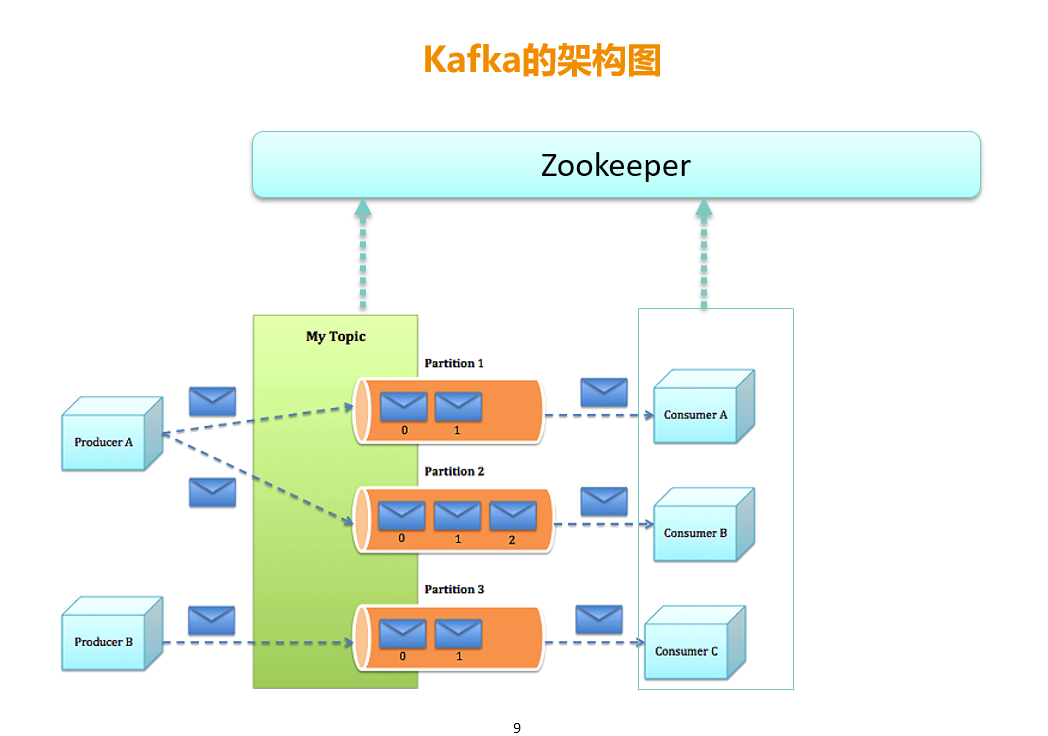 Kafka的架构图
Zookeeper
My Topic
Partition 1
0 1
Consumer A
Producer A
Partition 2
0 1 2
Consumer B
Partition 3
0 1
Producer B
Consumer C
9